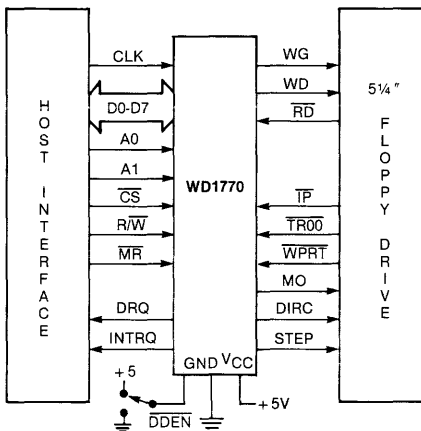 HOST INTERFACE
CLK
D0-D7
A0
A1
CS
R/W
MR
DRQ
INTRQ
WD1770
GND VCC
+5
DDEN
+5V
WG
WD
RD
IP
TR00
WPRT
MO
DIRC
STEP
5¼"
FLOPPY DRIVE